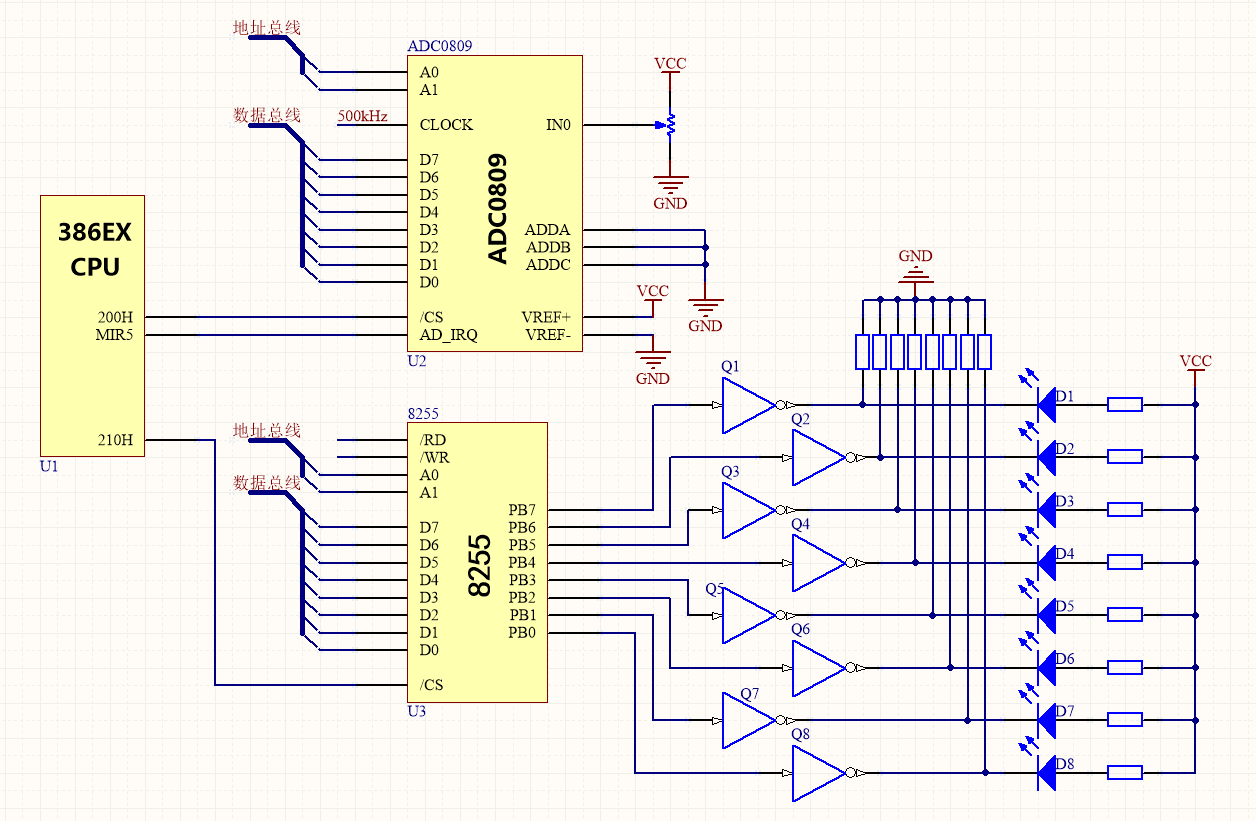 地址总线
ADC0809
A0
A1
数据总线
500kHz
CLOCK
IN0
VCC
GND
D7
D6
D5
D4
D3
D2
D1
D0
ADC0809
ADDA
ADDB
ADDC
GND
386EX
CPU
200H
MIR5
210H
U1
/CS
AD_IRQ
VREF+
VREF-
VCC
GND
U2
8255
地址总线
/RD
/WR
A0
A1
数据总线
D7
D6
D5
D4
D3
D2
D1
D0
/CS
8255
PB7
PB6
PB5
PB4
PB3
PB2
PB1
PB0
U3
GND
VCC
Q1
Q2
Q3
Q4
Q5
Q6
Q7
Q8
D1
D2
D3
D4
D5
D6
D7
D8